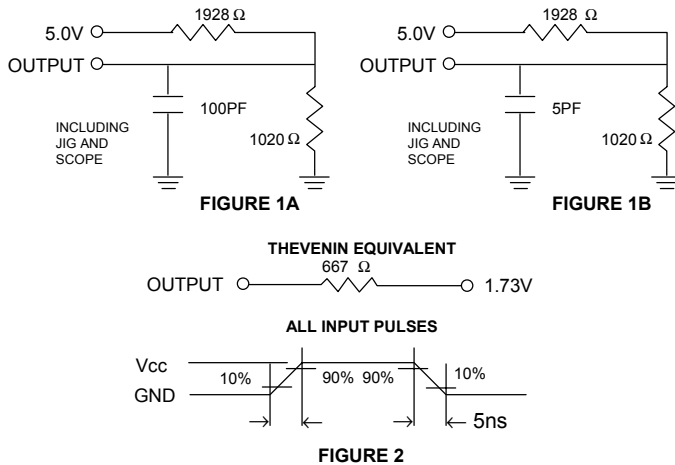 1928 Ω
5.0V
OUTPUT
100PF
INCLUDING
JIG AND
SCOPE
1020 Ω
FIGURE 1A
1928 Ω
5.0V
OUTPUT
5PF
INCLUDING
JIG AND
SCOPE
1020 Ω
FIGURE 1B
THEVENIN EQUIVALENT
667 Ω
OUTPUT 1.73V
ALL INPUT PULSES
Vcc
GND
10% 90% 90% 10%
5ns
FIGURE 2